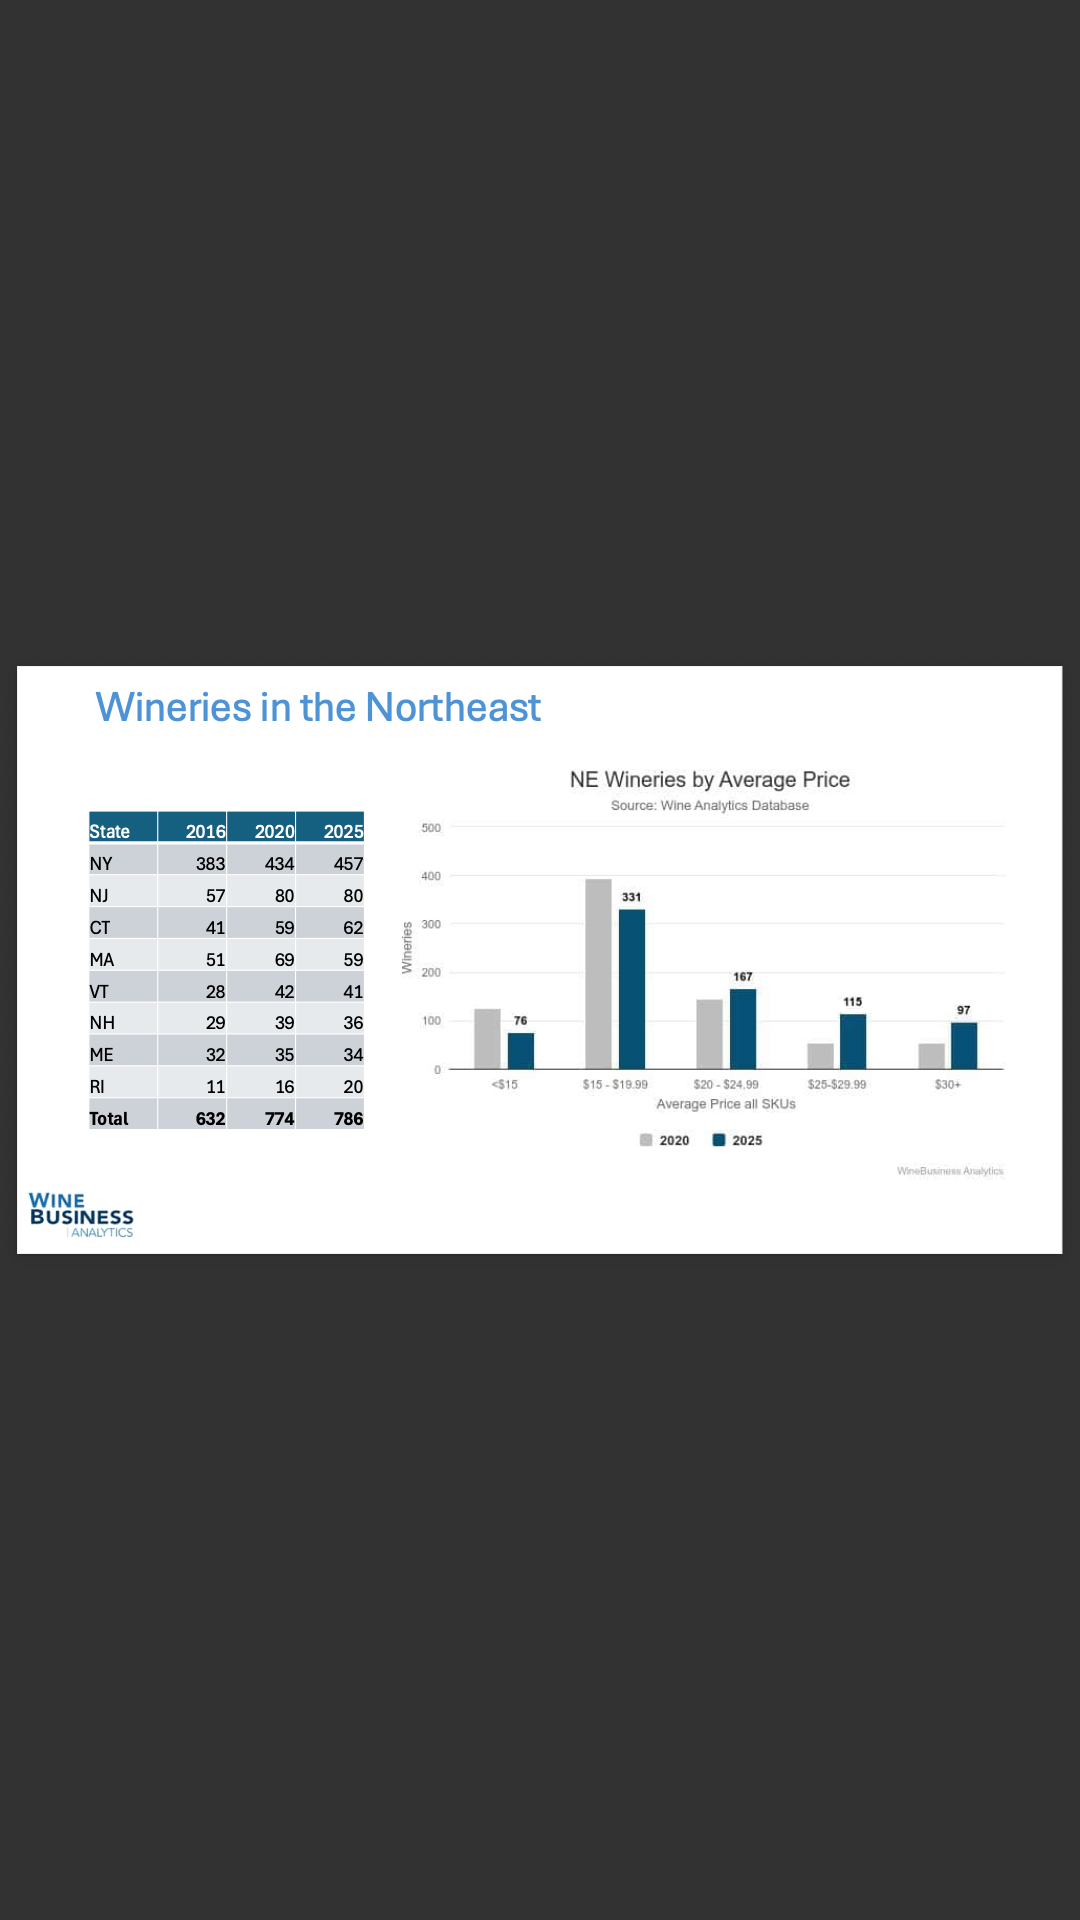 Wineries in the Northeast
State 2016 2020 2025
NY 383 434 457
NJ 57 80 80
CT 41 59 62
MA 51 69 59
VT 28 42 41
NH 29 39 36
ME 32 35 34
RI 11 16 20
Total 632 774 786
NE Wineries by Average Price
Source: Wine Analytics Database
Wineries
500
400
300
200
100
0
76
331
167
115
97
<$15 $15 - $19.99 $20 - $24.99 $25-$29.99 $30+
Average Price all SKUs
2020 2025
WineBusiness Analytics
WINE
BUSINESS
ANALYTICS